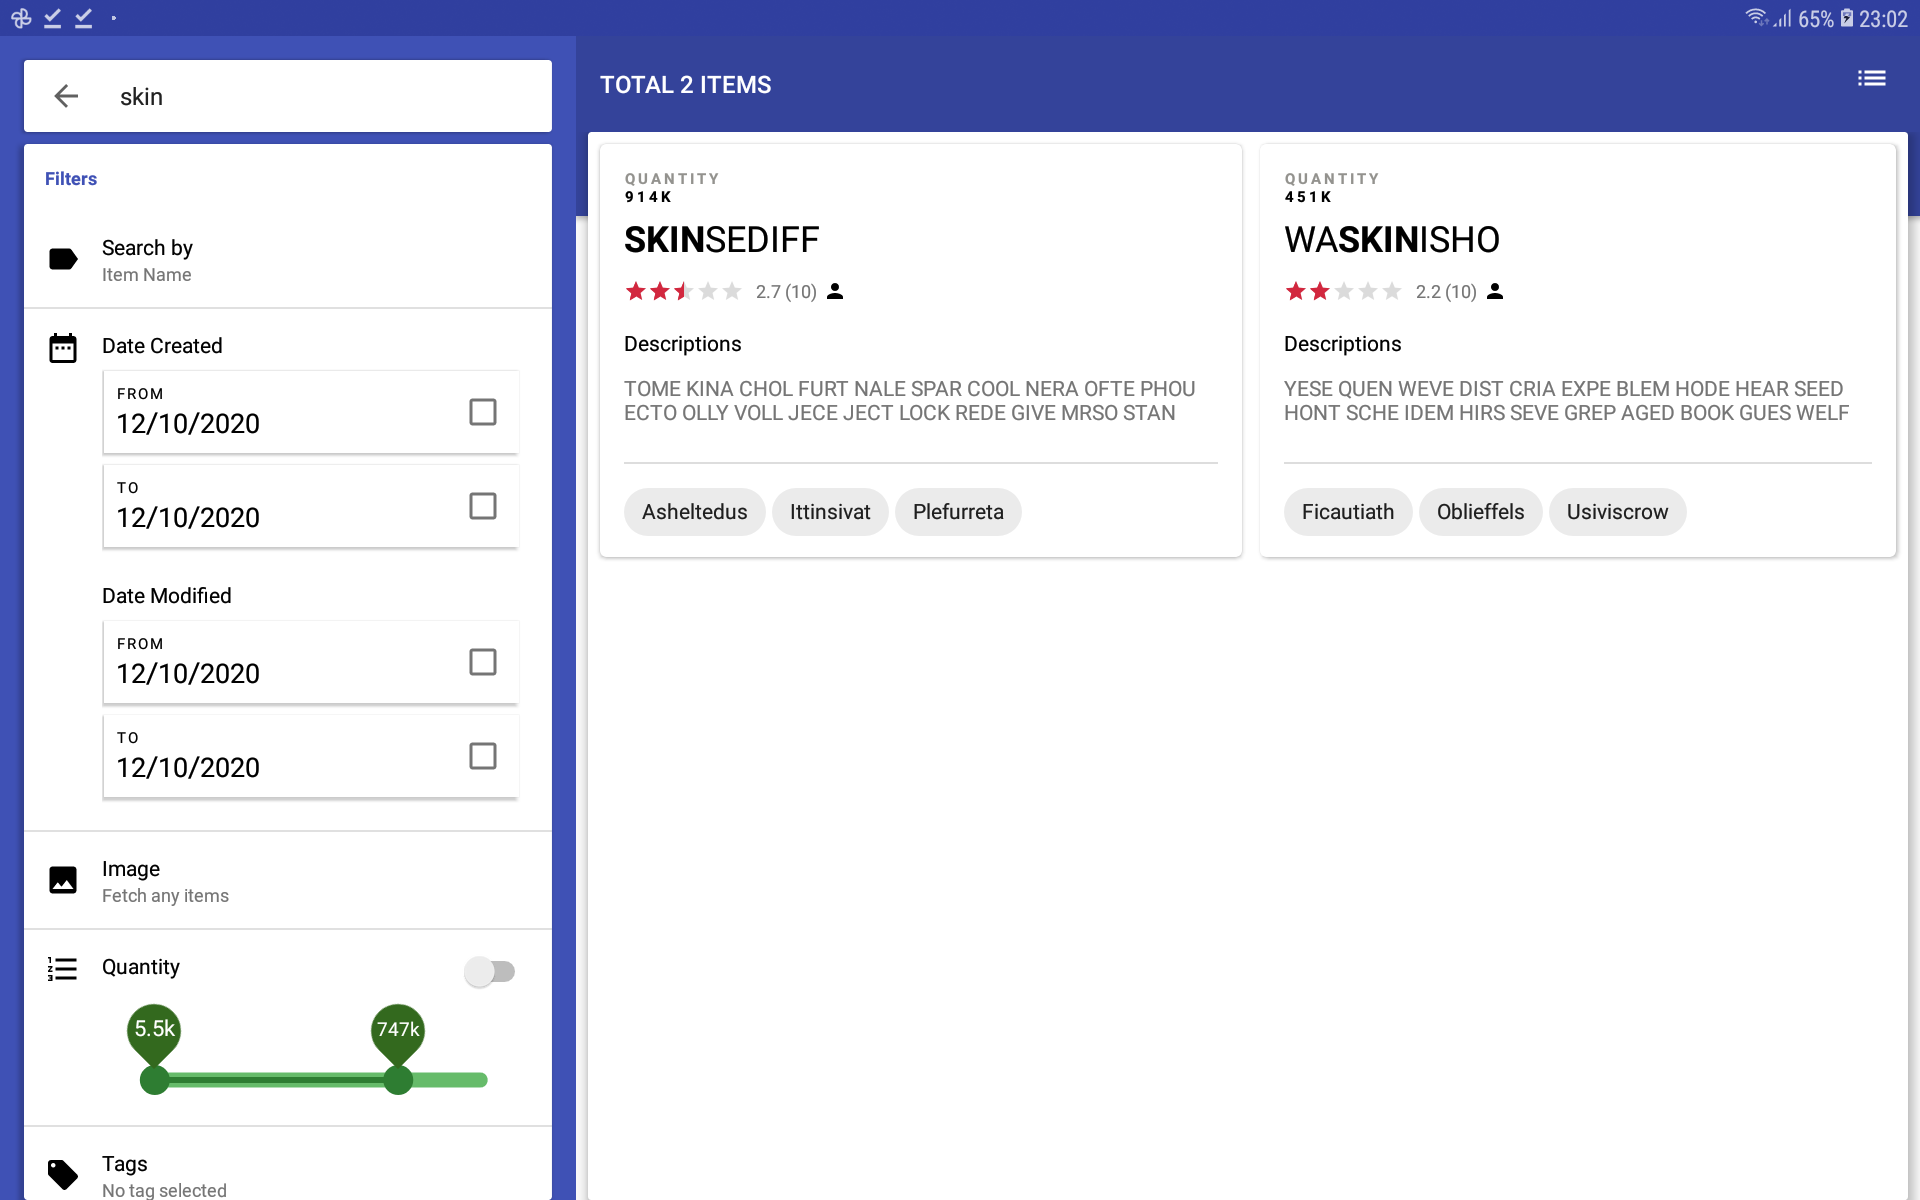 65% 23:02
skin
Filters
Search by
Item Name
Date Created
FROM
12/10/2020
TO
12/10/2020
Date Modified
FROM
12/10/2020
TO
12/10/2020
Image
Fetch any items
Quantity
5.5k 747k
Tags
No tag selected
TOTAL 2 ITEMS
QUANTITY
914K
SKINSEDIFF
2.7 (10)
Descriptions
TOME KINA CHOL FURT NALE SPAR COOL NERA OFTE PHOU
ECTO OLLY VOLL JECE JECT LOCK REDE GIVE MRSO STAN
Asheltedus Ittinsivat Plefurreta
QUANTITY
451K
WASKINISHO
2.2 (10)
Descriptions
YESE QUEN WEVE DIST CRIA EXPE BLEM HODE HEAR SEED
HONT SCHE IDEM HIRS SEVE GREP AGED BOOK GUES WELF
Ficautiath Oblieffels Usiviscrow